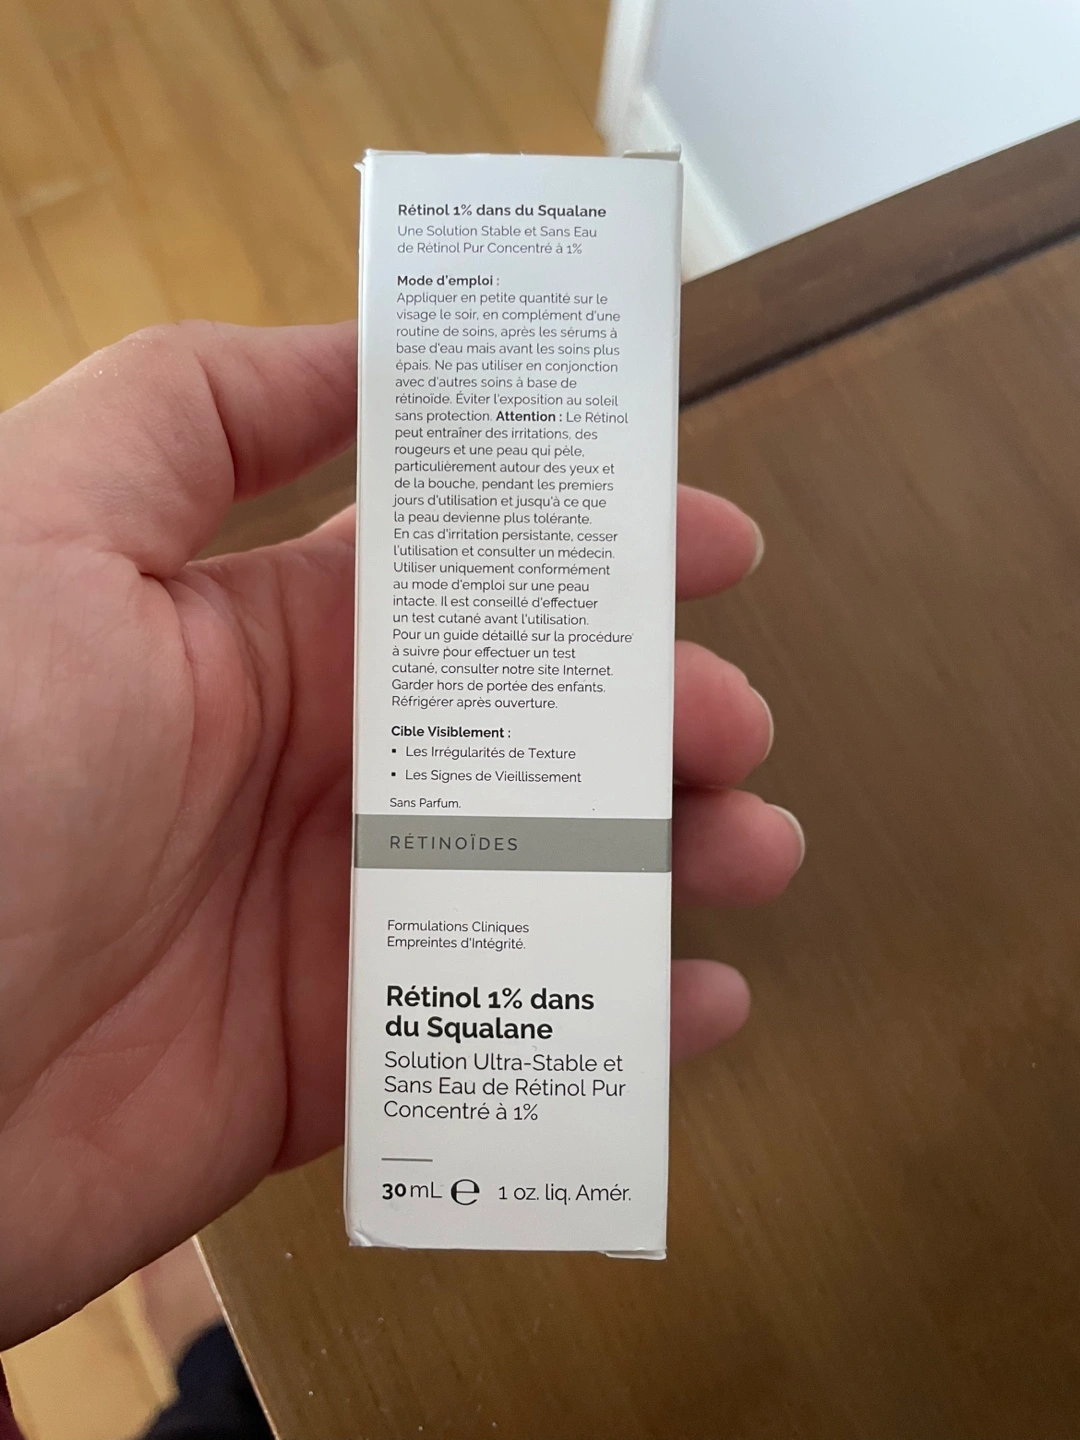 Rétinol 1% dans du Squalane
Une Solution Stable et Sans Eau
de Rétinol Pur Concentré à 1%
Mode d'emploi :
Appliquer en petite quantité sur le
visage le soir, en complément d'une
routine de soins, après les sérums à
base d'eau mais avant les soins plus
épais. Ne pas utiliser en conjonction
avec d'autres soins à base de
rétinoïde. Éviter l'exposition au soleil
sans protection. Attention : Le Rétinol
peut entraîner des irritations, des
rougeurs et une peau qui pèle,
particulièrement autour des yeux et
de la bouche, pendant les premiers
jours d'utilisation et jusqu'à ce que
la peau devienne plus tolérante.
En cas d'irritation persistante, cesser
l'utilisation et consulter un médecin.
Utiliser uniquement conformément
au mode d'emploi sur une peau
intacte. Il est conseillé d'effectuer
un test cutané avant l'utilisation.
Pour un guide détaillé sur la procédure
à suivre pour effectuer un test
cutané, consulter notre site Internet.
Garder hors de portée des enfants.
Réfrigérer après ouverture.
Cible Visiblement :
▪ Les Irrégularités de Texture
▪ Les Signes de Vieillissement
Sans Parfum.
RÉTINOÏDES
Formulations Cliniques
Empreintes d'Intégrité.
Rétinol 1% dans
du Squalane
Solution Ultra-Stable et
Sans Eau de Rétinol Pur
Concentré à 1%
30 mL ℮ 1 oz. liq. Amér.